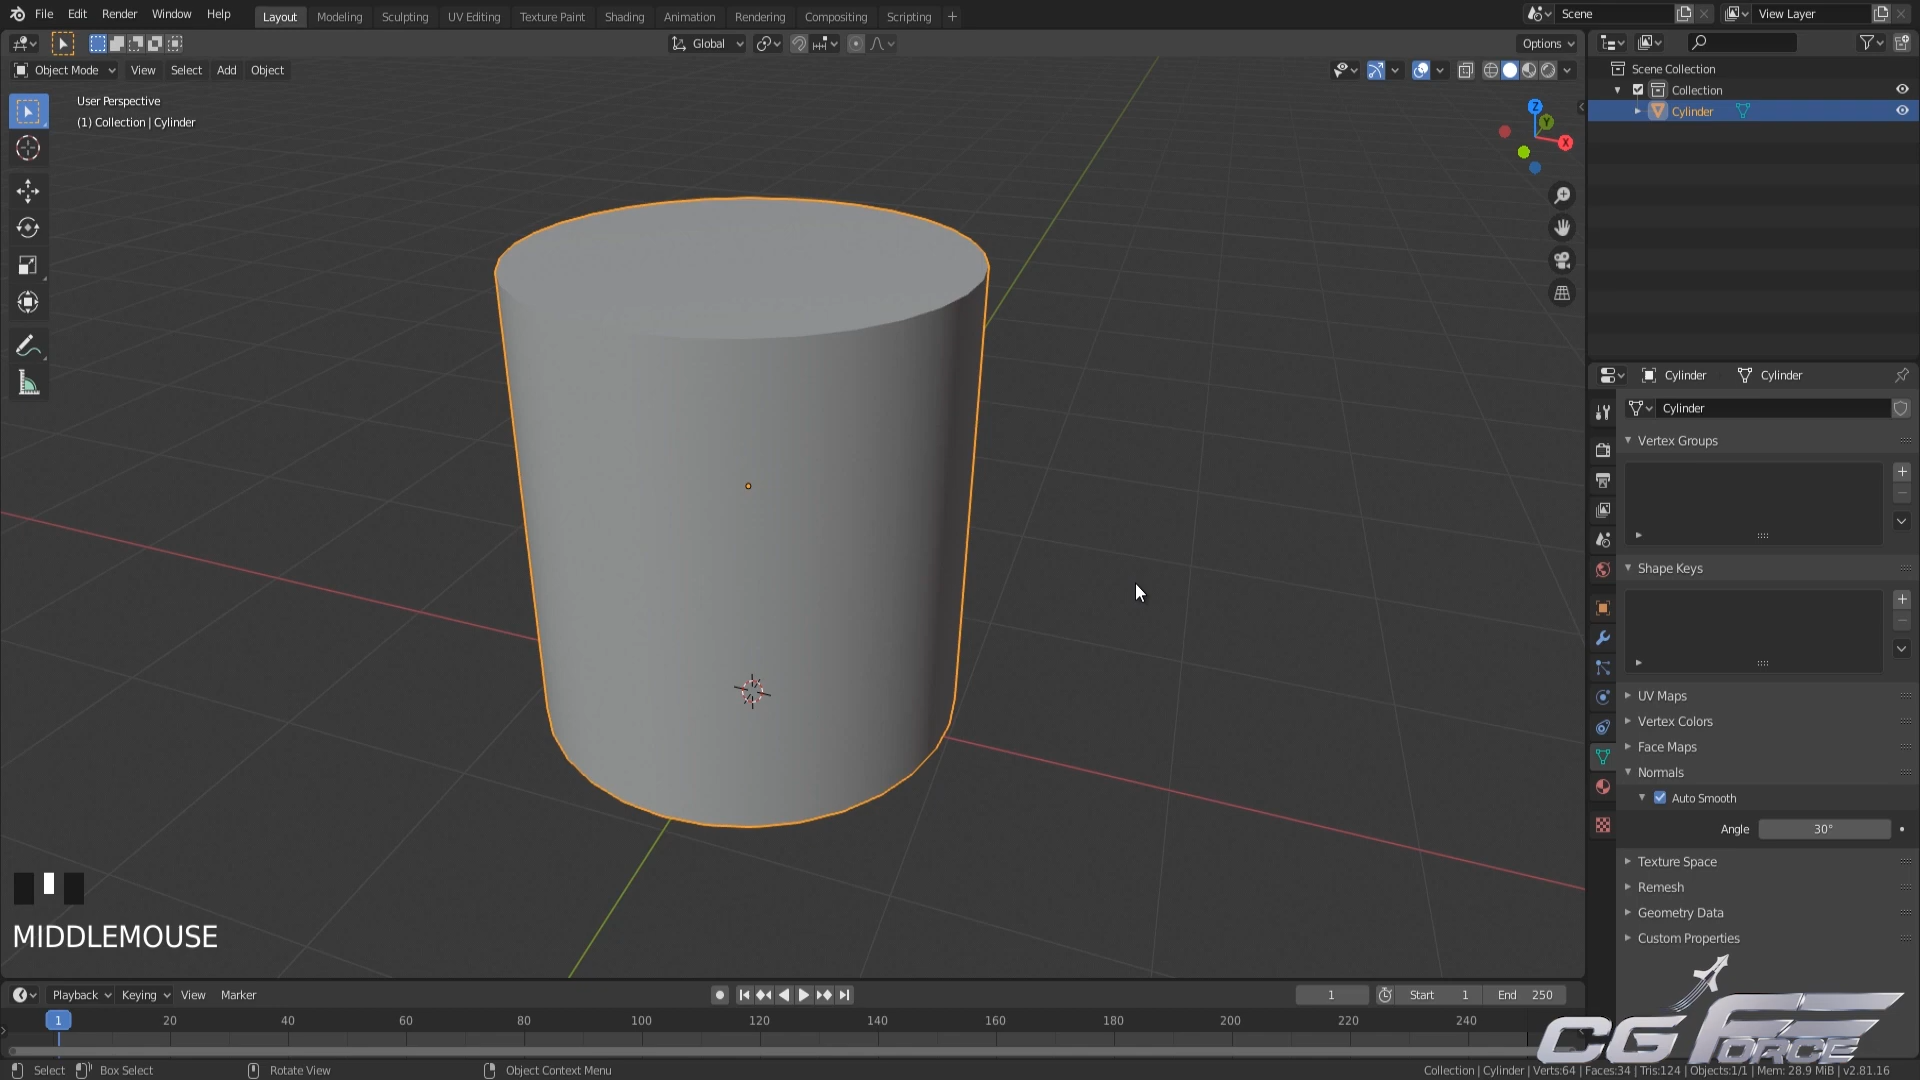 File Edit Render Window Help Layout Modeling Sculpting UV Editing Texture Paint Shading Animation Rendering Compositing Scripting + Scene View Layer
Global Options
Object Mode View Select Add Object
User Perspective
(1) Collection | Cylinder
Z
Y
X
Scene Collection
Collection
Cylinder
Cylinder Cylinder
Cylinder
Vertex Groups
Shape Keys
UV Maps
Vertex Colors
Face Maps
Normals
Auto Smooth
Angle 30°
Texture Space
Remesh
Geometry Data
Custom Properties
MIDDLEMOUSE
Playback Keying View Marker 1 Start 1 End 250
1 20 40 60 80 100 120 140 160 180 200 220 240
CG FORCE
Select Box Select Rotate View Object Context Menu Collection | Cylinder | Verts:64 | Faces:34 | Tris:124 | Objects:1/1 | Mem: 28.9 MiB | v2.81.16